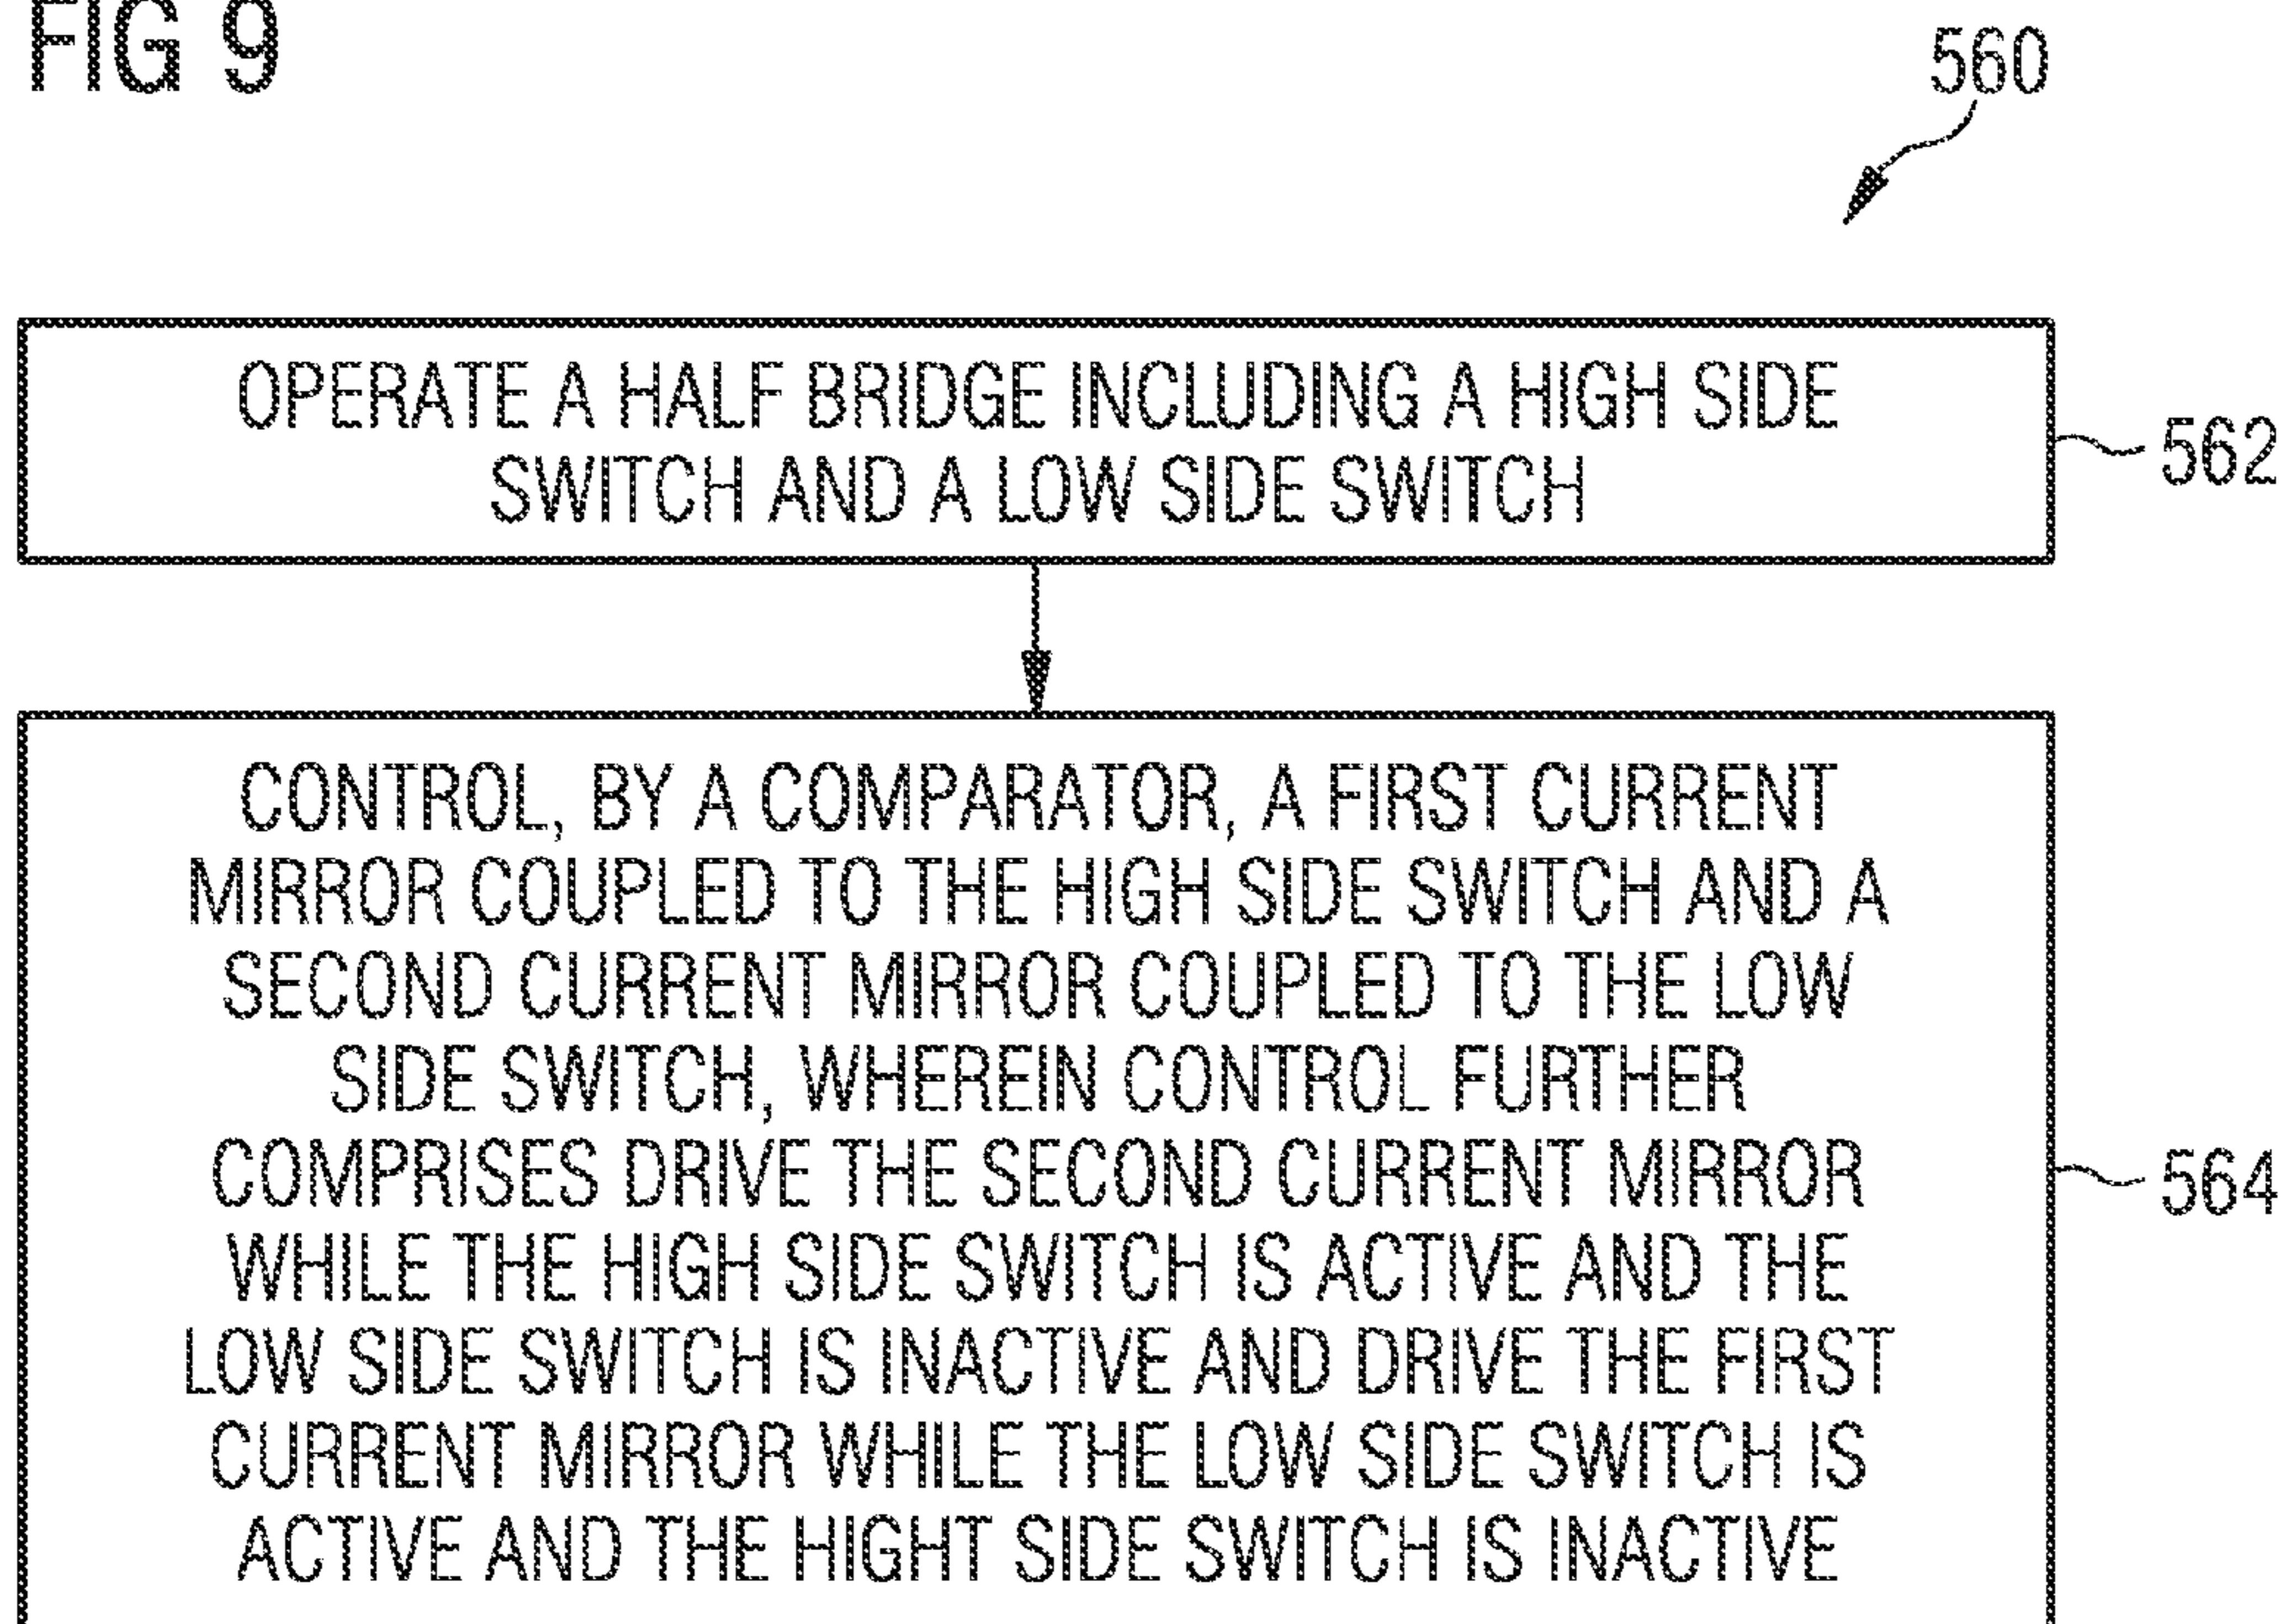 FIG 9
560
OPERATE A HALF BRIDGE INCLUDING A HIGH SIDE
SWITCH AND A LOW SIDE SWITCH
562
CONTROL, BY A COMPARATOR, A FIRST CURRENT
MIRROR COUPLED TO THE HIGH SIDE SWITCH AND A
SECOND CURRENT MIRROR COUPLED TO THE LOW
SIDE SWITCH, WHEREIN CONTROL FURTHER
COMPRISES DRIVE THE SECOND CURRENT MIRROR
WHILE THE HIGH SIDE SWITCH IS ACTIVE AND THE
LOW SIDE SWITCH IS INACTIVE AND DRIVE THE FIRST
CURRENT MIRROR WHILE THE LOW SIDE SWITCH IS
ACTIVE AND THE HIGHT SIDE SWITCH IS INACTIVE
564